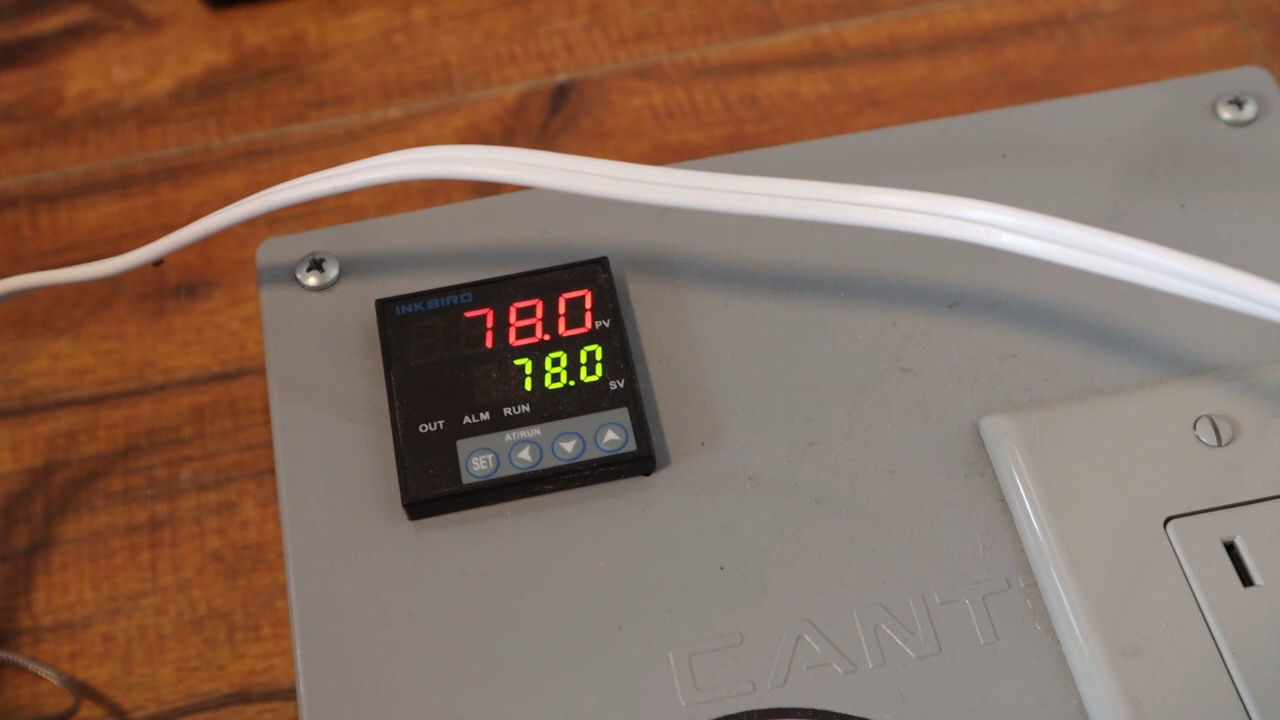 INKBIRD
78.0 PV
78.0 SV
OUT ALM RUN
AT/RUN
SET
CANT